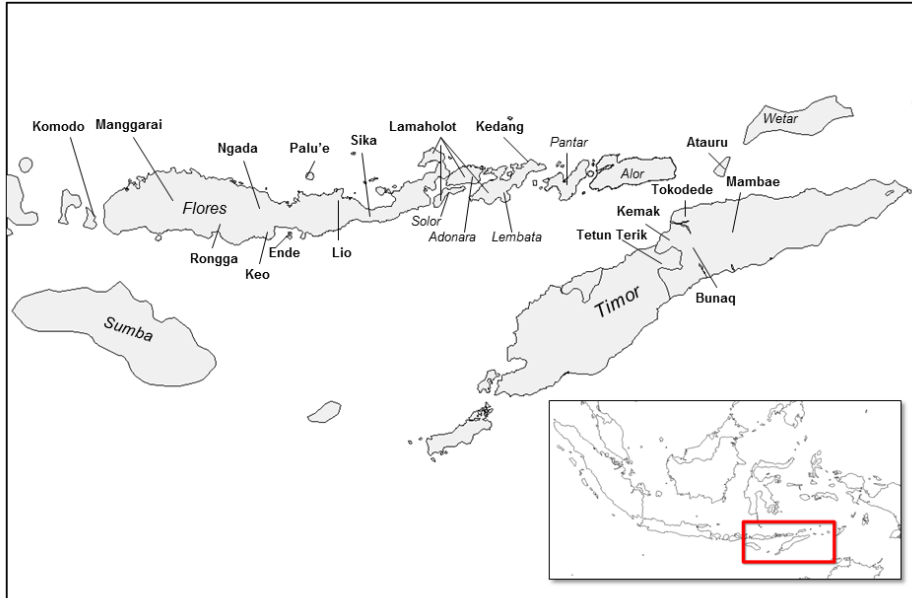 Wetar
Komodo
Manggarai
Lamaholot
Kedang
Sika
Pantar
Atauru
Ngada
Palu'e
Alor
Tokodede
Mambae
Flores
Kemak
Solor
Adonara
Lembata
Tetun Terik
Rongga
Ende
Lio
Keo
Bunaq
Timor
Sumba